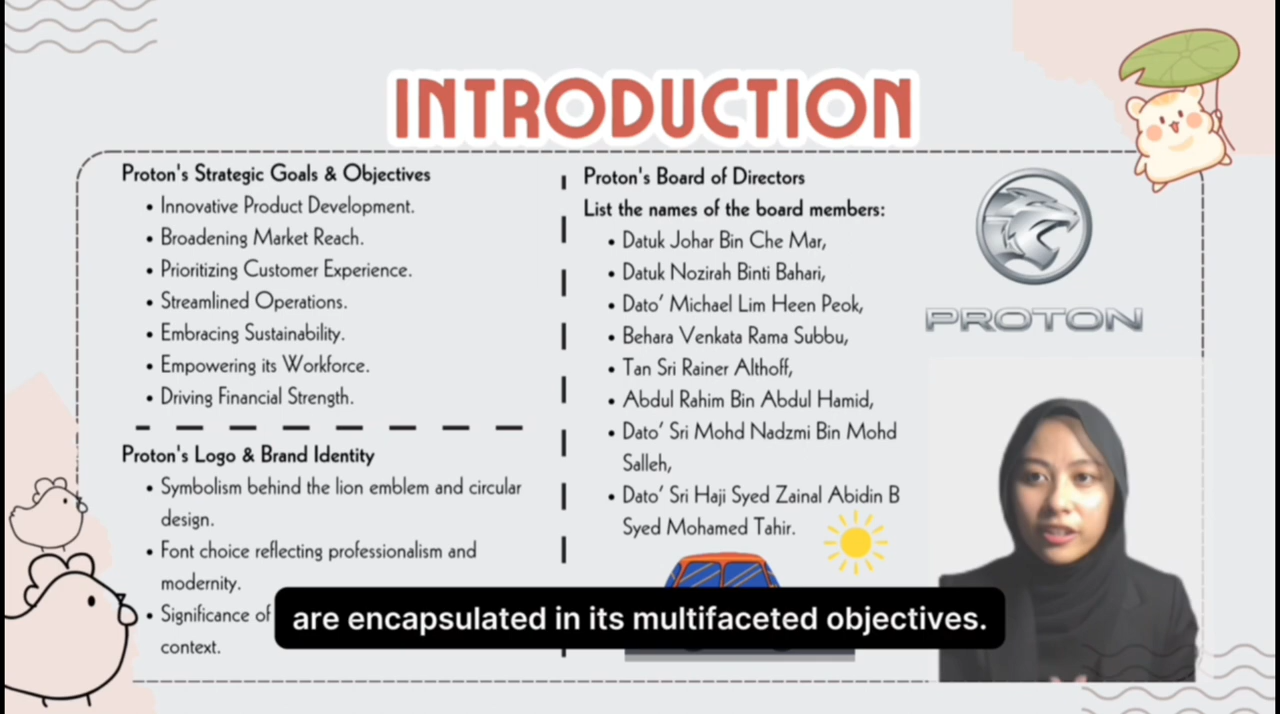 INTRODUCTION
Proton's Strategic Goals & Objectives
• Innovative Product Development.
• Broadening Market Reach.
• Prioritizing Customer Experience.
• Streamlined Operations.
• Embracing Sustainability.
• Empowering its Workforce.
• Driving Financial Strength.
Proton's Logo & Brand Identity
• Symbolism behind the lion emblem and circular
design.
• Font choice reflecting professionalism and
modernity.
• Significance of
context.
Proton's Board of Directors
List the names of the board members:
• Datuk Johar Bin Che Mar,
• Datuk Nozirah Binti Bahari,
• Dato’ Michael Lim Heen Peok,
• Behara Venkata Rama Subbu,
• Tan Sri Rainer Althoff,
• Abdul Rahim Bin Abdul Hamid,
• Dato’ Sri Mohd Nadzmi Bin Mohd
Salleh,
• Dato’ Sri Haji Syed Zainal Abidin B
Syed Mohamed Tahir.
PROTON
are encapsulated in its multifaceted objectives.